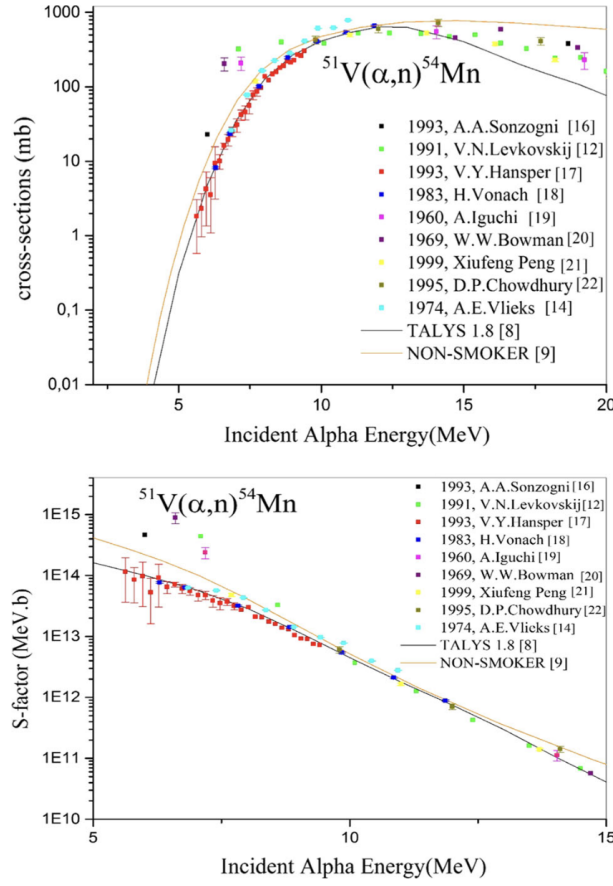 1000
100
10
1
0,1
0,01
cross-sections (mb)
⁵¹V(α,n)⁵⁴Mn
1993, A.A.Sonzogni [16]
1991, V.N.Levkovskij [12]
1993, V.Y.Hansper [17]
1983, H.Vonach [18]
1960, A.Iguchi [19]
1969, W.W.Bowman [20]
1999, Xiufeng Peng [21]
1995, D.P.Chowdhury [22]
1974, A.E.Vlieks [14]
TALYS 1.8 [8]
NON-SMOKER [9]
5 10 15 20
Incident Alpha Energy(MeV)
1E15
1E14
1E13
1E12
1E11
1E10
S-factor (MeV.b)
⁵¹V(α,n)⁵⁴Mn
1993, A.A.Sonzogni [16]
1991, V.N.Levkovskij[12]
1993, V.Y.Hansper [17]
1983, H.Vonach [18]
1960, A.Iguchi [19]
1969, W.W.Bowman [20]
1999, Xiufeng Peng [21]
1995, D.P.Chowdhury [22]
1974, A.E.Vlieks [14]
TALYS 1.8 [8]
NON-SMOKER [9]
5 10 15
Incident Alpha Energy(MeV)